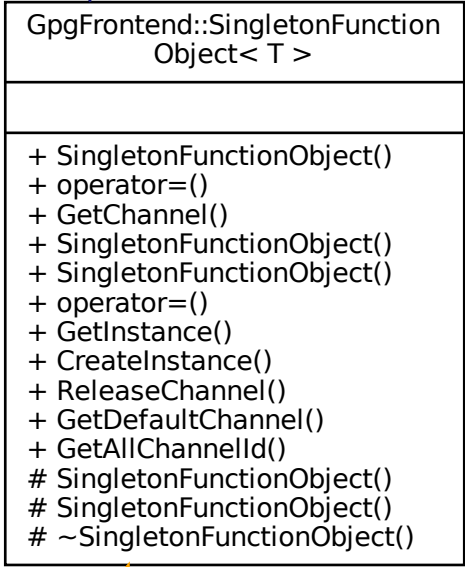 GpgFrontend::SingletonFunction
Object< T >
+ SingletonFunctionObject()
+ operator=()
+ GetChannel()
+ SingletonFunctionObject()
+ SingletonFunctionObject()
+ operator=()
+ GetInstance()
+ CreateInstance()
+ ReleaseChannel()
+ GetDefaultChannel()
+ GetAllChannelId()
# SingletonFunctionObject()
# SingletonFunctionObject()
# ~SingletonFunctionObject()